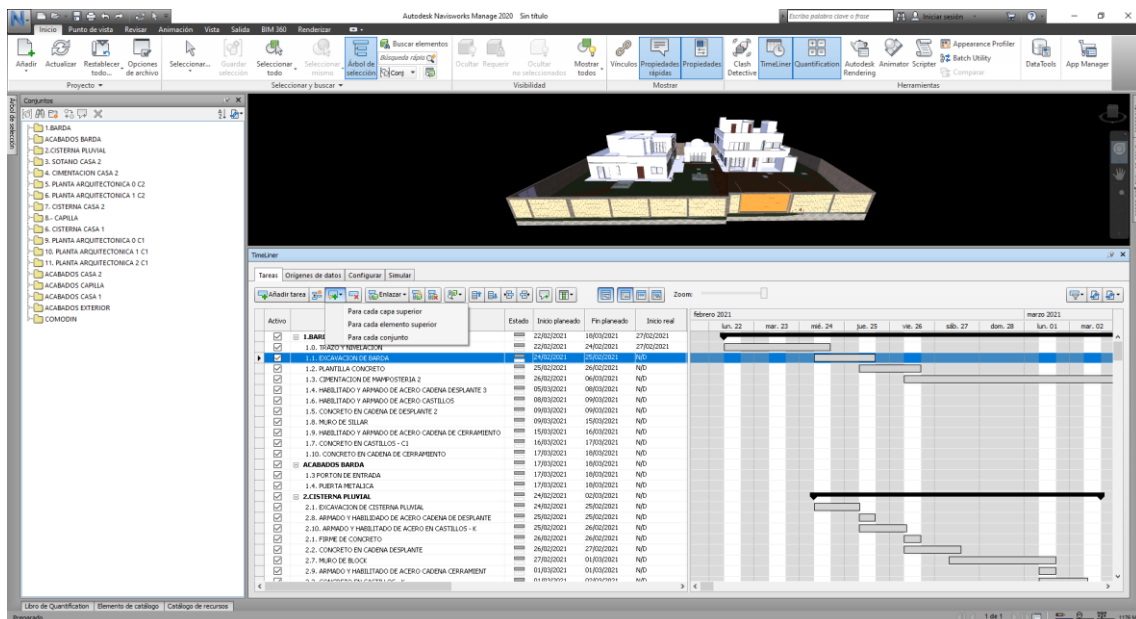 Autodesk Navisworks Manage 2020 Sin título
Escriba palabra clave o frase
Iniciar sesión
Inicio Punto de vista Revisar Animación Vista Salida BIM 360 Renderizar
Añadir Actualizar Restablecer todo... Opciones de archivo
Seleccionar... Guardar selección Seleccionar todo Seleccionar mismo Árbol de selección
Buscar elementos
Búsqueda rápida
Conj
Ocultar Requerir Ocultar no seleccionados Mostrar todos
Vínculos Propiedades rápidas Propiedades
Clash Detective TimeLiner Quantification Autodesk Rendering Animator Scripter
Appearance Profiler
Batch Utility
Comparar
DataTools App Manager
Proyecto Seleccionar y buscar Visibilidad Mostrar Herramientas
Árbol de selección
Conjuntos
1.BARDA
ACABADOS BARDA
2.CISTERNA PLUVIAL
3. SOTANO CASA 2
4. CIMENTACION CASA 2
5. PLANTA ARQUITECTONICA 0 C2
6. PLANTA ARQUITECTONICA 1 C2
7. CISTERNA CASA 2
8.- CAPILLA
6. CISTERNA CASA 1
9. PLANTA ARQUITECTONICA 0 C1
10. PLANTA ARQUITECTONICA 1 C1
11. PLANTA ARQUITECTONICA 2 C1
ACABADOS CASA 2
ACABADOS CAPILLA
ACABADOS CASA 1
ACABADOS EXTERIOR
COMODIN
TimeLiner
Tareas Orígenes de datos Configurar Simular
Añadir tarea Enlazar Zoom:
Para cada capa superior
Para cada elemento superior
Para cada conjunto
Activo Estado Inicio planeado Fin planeado Inicio real
febrero 2021 marzo 2021
lun. 22 mar. 23 mié. 24 jue. 25 vie. 26 sáb. 27 dom. 28 lun. 01 mar. 02
1.BAR 22/02/2021 18/03/2021 27/02/2021
1.0. TRAZO Y NIVELACION 22/02/2021 24/02/2021 27/02/2021
1.1. EXCAVACION DE BARDA 24/02/2021 25/02/2021 N/D
1.2. PLANTILLA CONCRETO 25/02/2021 26/02/2021 N/D
1.3. CIMENTACION DE MAMPOSTERIA 2 26/02/2021 06/03/2021 N/D
1.4. HABILITADO Y ARMADO DE ACERO CADENA DESPLANTE 3 05/03/2021 08/03/2021 N/D
1.6. HABILITADO Y ARMADO DE ACERO CASTILLOS 08/03/2021 09/03/2021 N/D
1.5. CONCRETO EN CADENA DE DESPLANTE 2 09/03/2021 09/03/2021 N/D
1.8. MURO DE SILLAR 09/03/2021 15/03/2021 N/D
1.9. HABILITADO Y ARMADO DE ACERO CADENA DE CERRAMIENTO 15/03/2021 16/03/2021 N/D
1.7. CONCRETO EN CASTILLOS - C1 16/03/2021 17/03/2021 N/D
1.10. CONCRETO EN CADENA DE CERRAMIENTO 17/03/2021 18/03/2021 N/D
ACABADOS BARDA 17/03/2021 18/03/2021 N/D
1.3 PORTON DE ENTRADA 17/03/2021 18/03/2021 N/D
1.4. PUERTA METALICA 17/03/2021 18/03/2021 N/D
2.CISTERNA PLUVIAL 24/02/2021 02/03/2021 N/D
2.1. EXCAVACION DE CISTERNA PLUVIAL 24/02/2021 25/02/2021 N/D
2.8. ARMADO Y HABILIDADO DE ACERO CADENA DE DESPLANTE 25/02/2021 25/02/2021 N/D
2.10. ARMADO Y HABILITADO DE ACERO EN CASTILLOS - K 25/02/2021 26/02/2021 N/D
2.1. FIRME DE CONCRETO 26/02/2021 26/02/2021 N/D
2.2. CONCRETO EN CADENA DESPLANTE 26/02/2021 27/02/2021 N/D
2.7. MURO DE BLOCK 27/02/2021 01/03/2021 N/D
2.9. ARMADO Y HABILITADO DE ACERO CADENA CERRAMIENT 01/03/2021 01/03/2021 N/D
Libro de Quantification Elemento de catálogo Catálogo de recursos
Preparado 1 de 1